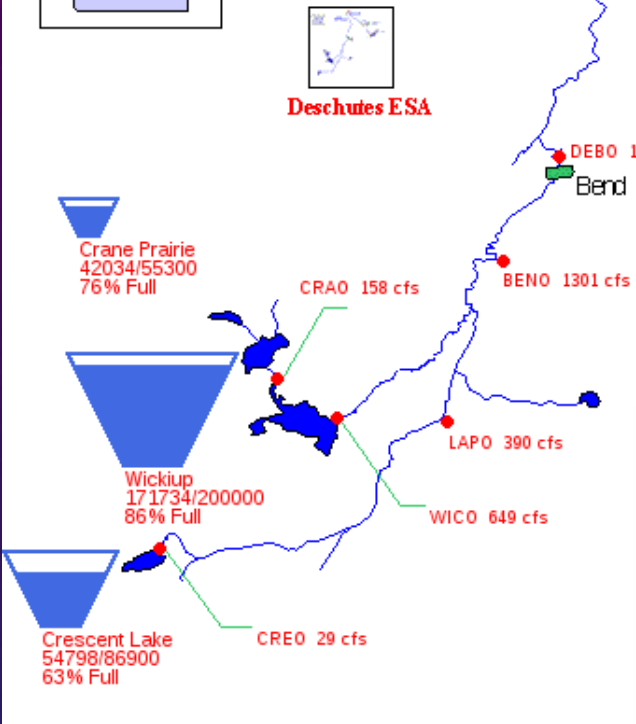 Deschutes ESA
DEBO 1
Bend
Crane Prairie
42034/55300
76% Full
CRAO 158 cfs
BENO 1301 cfs
LAPO 390 cfs
Wickiup
171734/200000
86% Full
WICO 649 cfs
Crescent Lake
54798/86900
63% Full
CREO 29 cfs